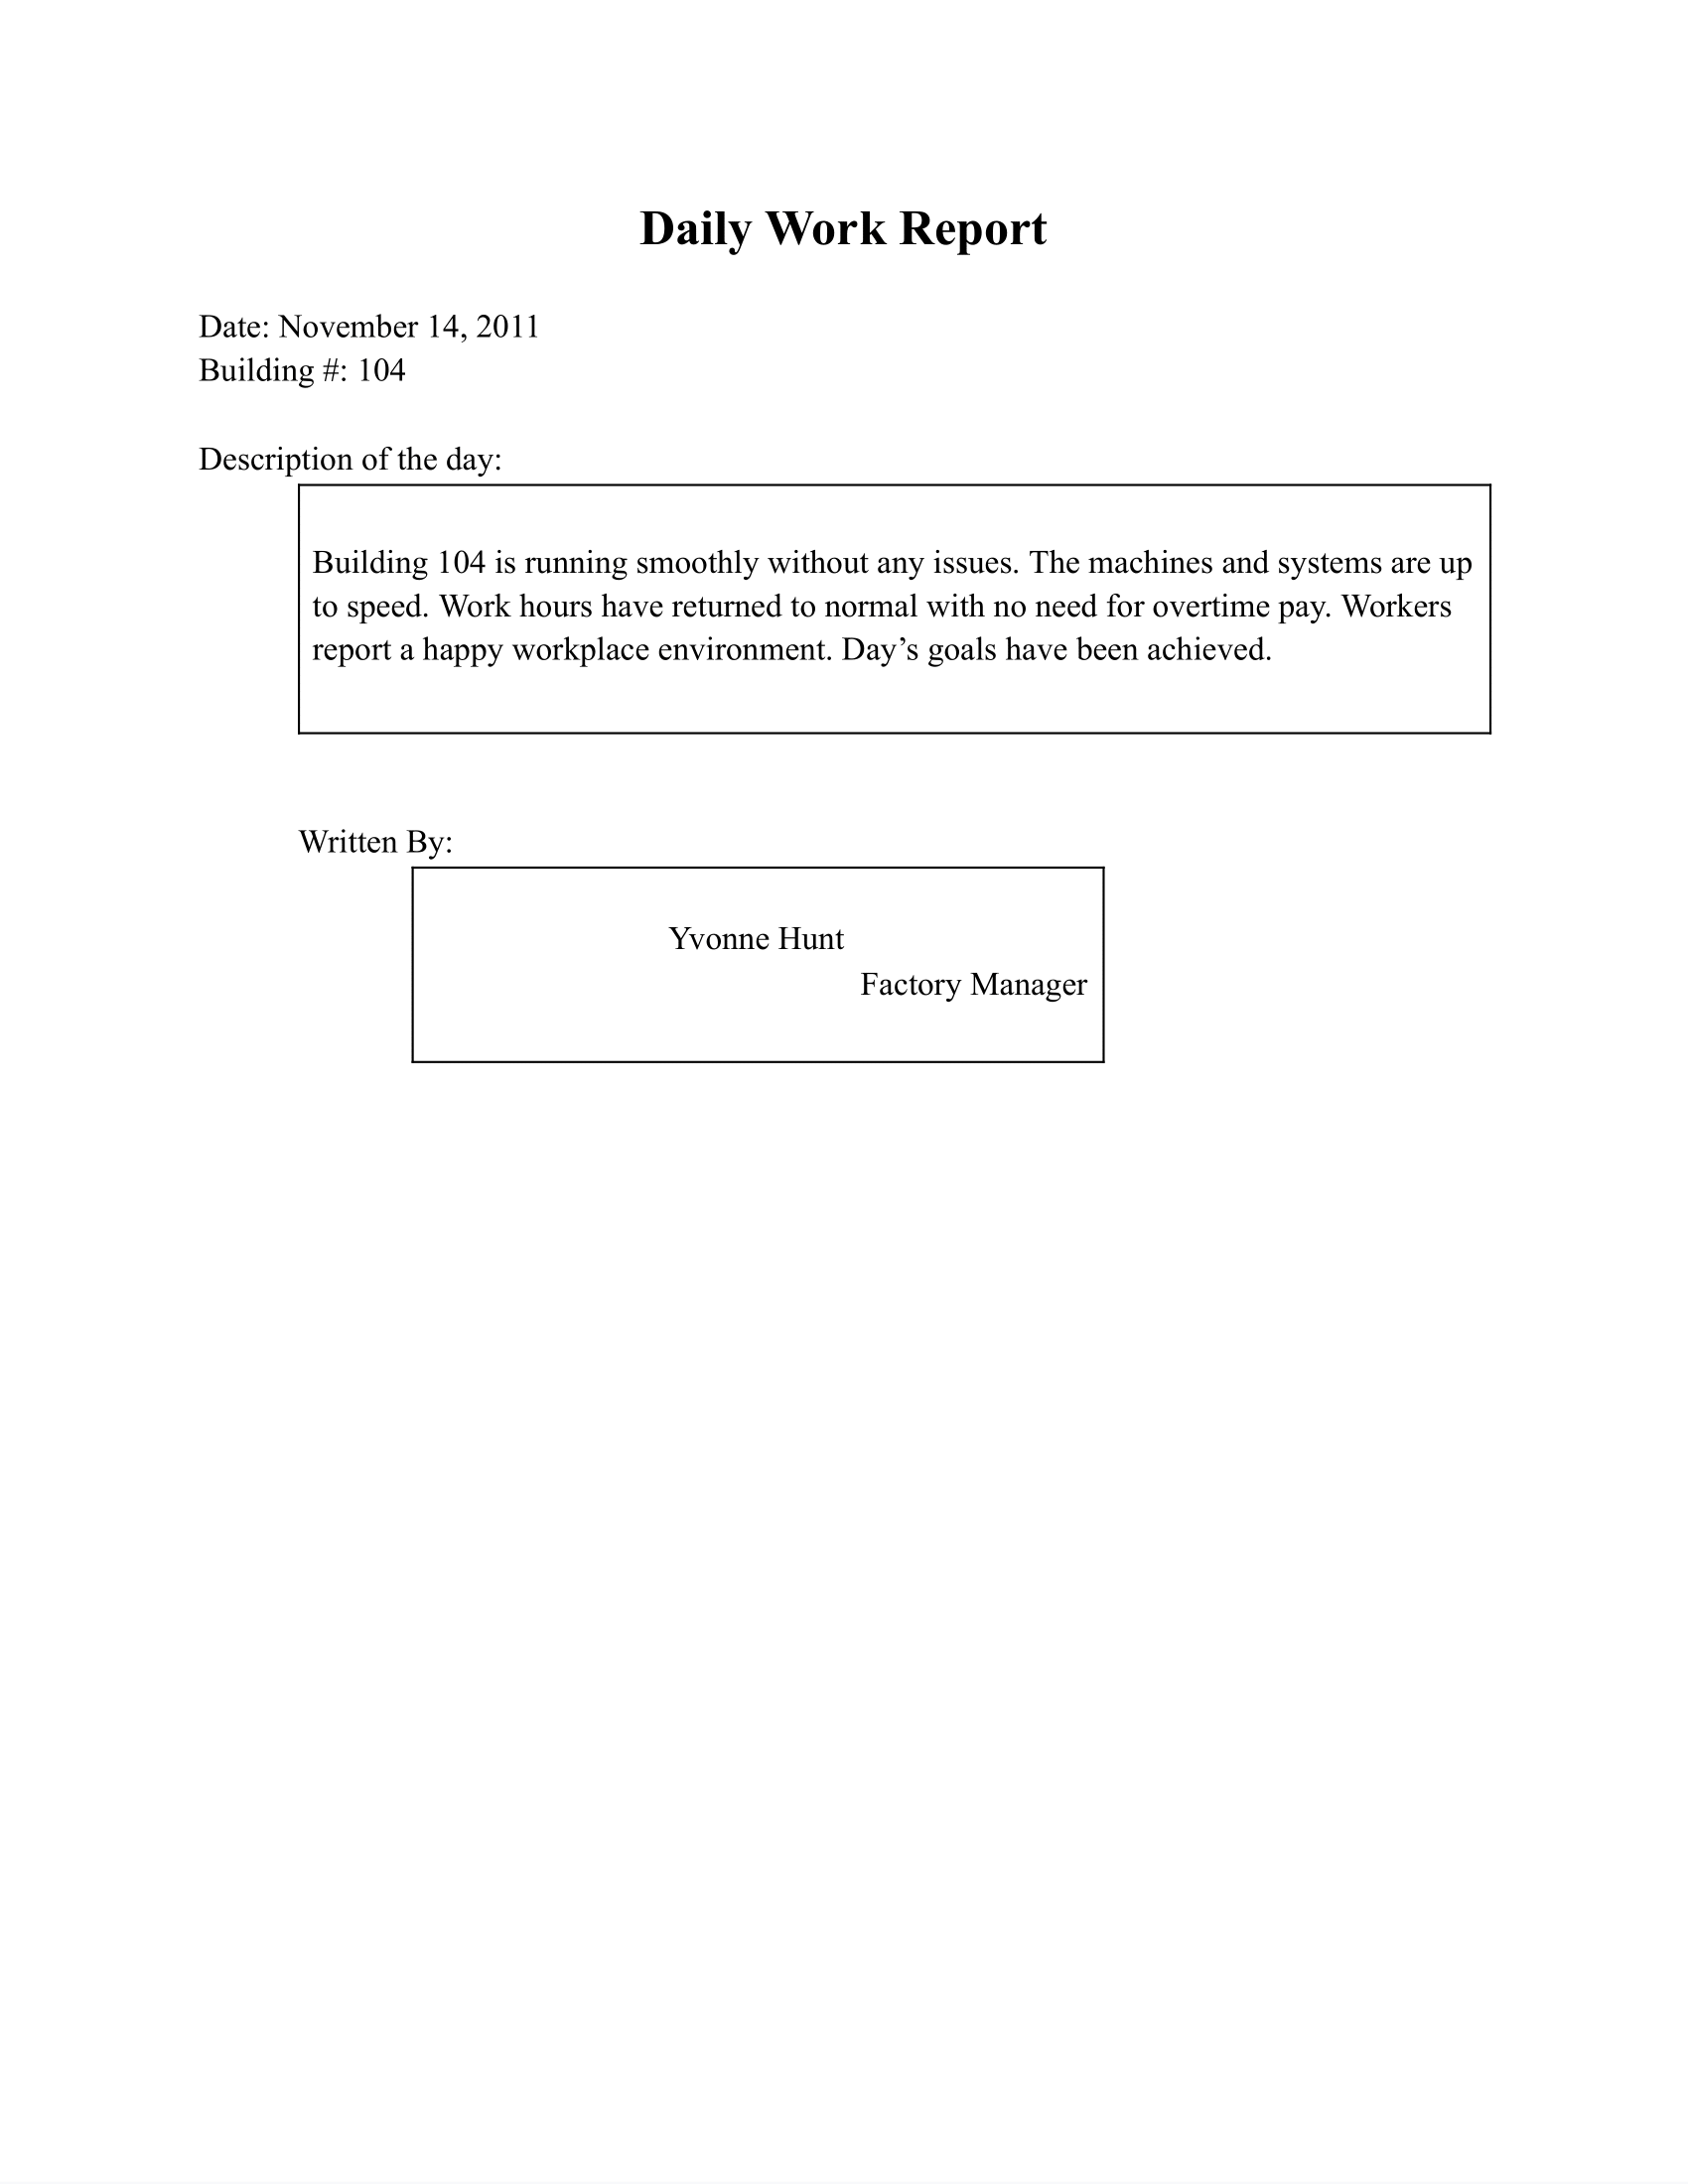 Daily Work Report
Date: November 14, 2011
Building #: 104
Description of the day:
Building 104 is running smoothly without any issues. The machines and systems are up
to speed. Work hours have returned to normal with no need for overtime pay. Workers
report a happy workplace environment. Day’s goals have been achieved.
Written By:
Yvonne Hunt
Factory Manager